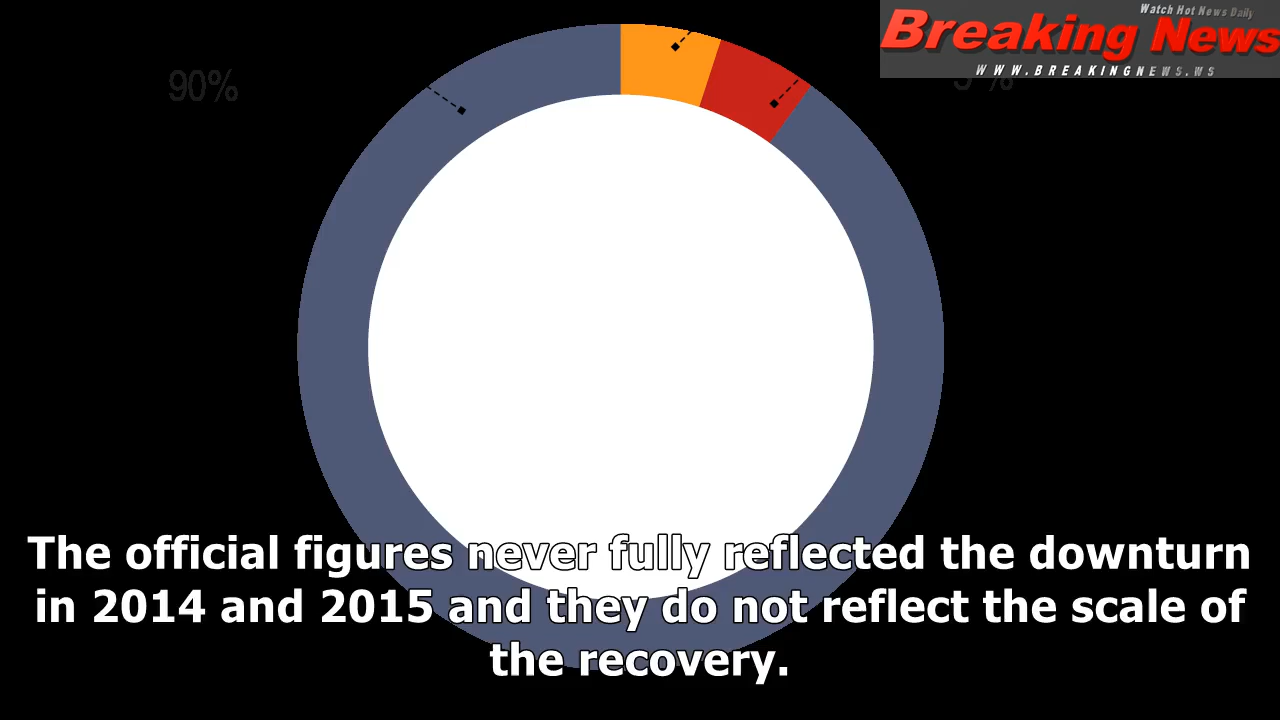 Watch Hot News Daily
Breaking News
WWW.BREAKINGNEWS.WS
90%
The official figures never fully reflected the downturn
in 2014 and 2015 and they do not reflect the scale of
the recovery.